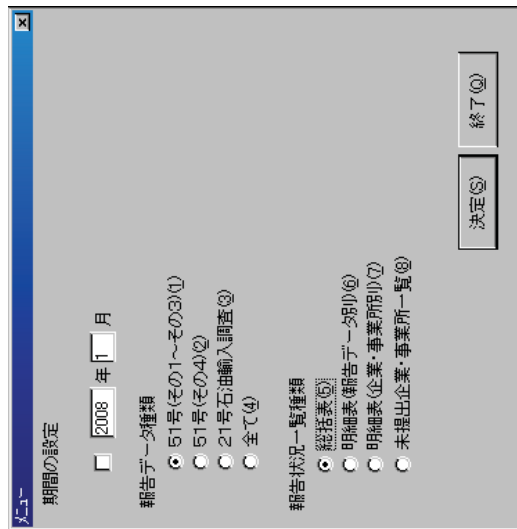 メニュー
期間の設定
2008 年 1 月
報告データ種類
51号(その1~その3)(1)
51号(その4)(2)
21号石油輸入調査(3)
全て(4)
報告状況一覧種類
総括表(5)
明細表(報告データ別)(6)
明細表(企業・事業所別)(7)
未提出企業・事業所一覧(8)
決定(S) 終了(Q)